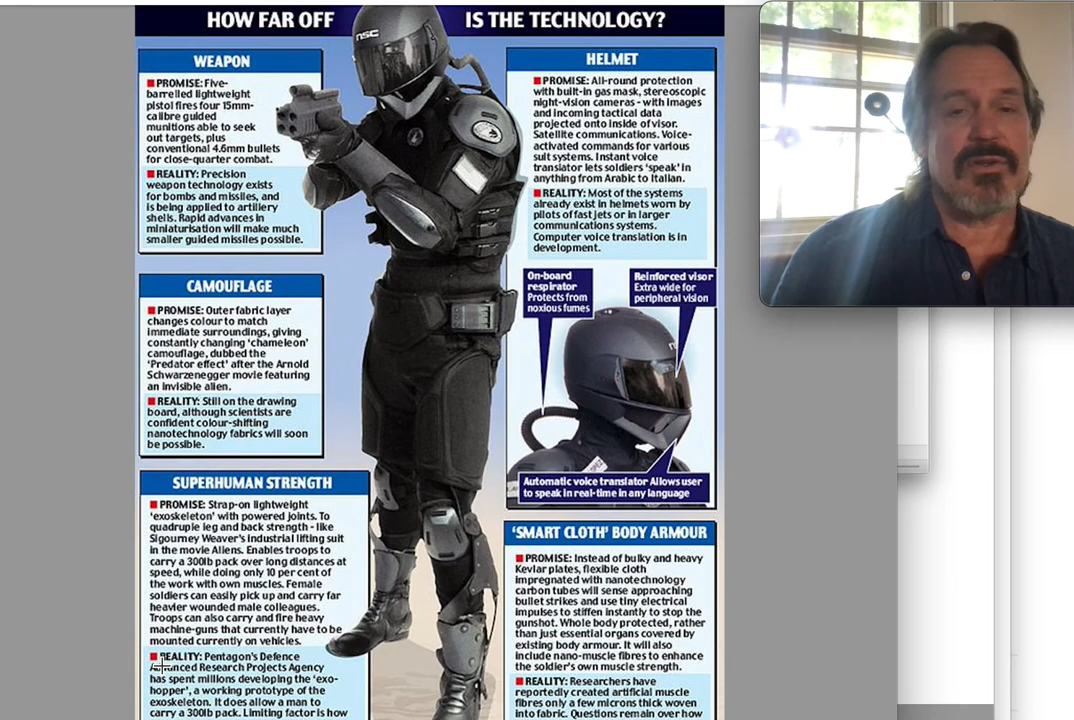 HOW FAR OFF IS THE TECHNOLOGY?
WEAPON
PROMISE: Five-
barrelled lightweight
pistol fires four 15mm-
calibre guided
munitions able to seek
out targets, plus
conventional 4.6mm bullets
for close-quarter combat.
REALITY: Precision
weapon technology exists
for bombs and missiles, and
is being applied to artillery
shells. Rapid advances in
miniaturisation will make much
smaller guided missiles possible.
CAMOUFLAGE
PROMISE: Outer fabric layer
changes colour to match
immediate surroundings, giving
constantly changing 'chameleon'
camouflage, dubbed the
'Predator effect' after the Arnold
Schwarzenegger movie featuring
an invisible alien.
REALITY: Still on the drawing
board, although scientists are
confident colour-shifting
nanotechnology fabrics will soon
be possible.
SUPERHUMAN STRENGTH
PROMISE: Strap-on lightweight
'exoskeleton' with powered joints. To
quadruple leg and back strength - like
Sigourney Weaver's industrial lifting suit
in the movie Aliens. Enables troops to
carry a 300lb pack over long distances at
speed, while doing only 10 per cent of
the work with own muscles. Female
soldiers can easily pick up and carry far
heavier wounded male colleagues.
Troops can also carry and fire heavy
machine-guns that currently have to be
mounted currently on vehicles.
REALITY: Pentagon's Defence
Advanced Research Projects Agency
has spent millions developing the 'exo-
hopper', a working prototype of the
exoskeleton. It does allow a man to
carry a 300lb pack. Limiting factor is how
NSC
HELMET
PROMISE: All-round protection
with built-in gas mask, stereoscopic
night-vision cameras - with images
and incoming tactical data
projected onto inside of visor.
Satellite communications. Voice-
activated commands for various
suit systems. Instant voice
translator lets soldiers 'speak' in
anything from Arabic to Italian.
REALITY: Most of the systems
already exist in helmets worn by
pilots of fast jets or in larger
communications systems.
Computer voice translation is in
development.
On-board
respirator
Protects from
noxious fumes
Reinforced visor
Extra wide for
peripheral vision
Automatic voice translator Allows user
to speak in real-time in any language
'SMART CLOTH' BODY ARMOUR
PROMISE: Instead of bulky and heavy
Kevlar plates, flexible cloth
impregnated with nanotechnology
carbon tubes will sense approaching
bullet strikes and use tiny electrical
impulses to stiffen instantly to stop the
gunshot. Whole body protected, rather
than just essential organs covered by
existing body armour. It will also
include nano-muscle fibres to enhance
the soldier's own muscle strength.
REALITY: Researchers have
reportedly created artificial muscle
fibres only a few microns thick woven
into fabric. Questions remain over how